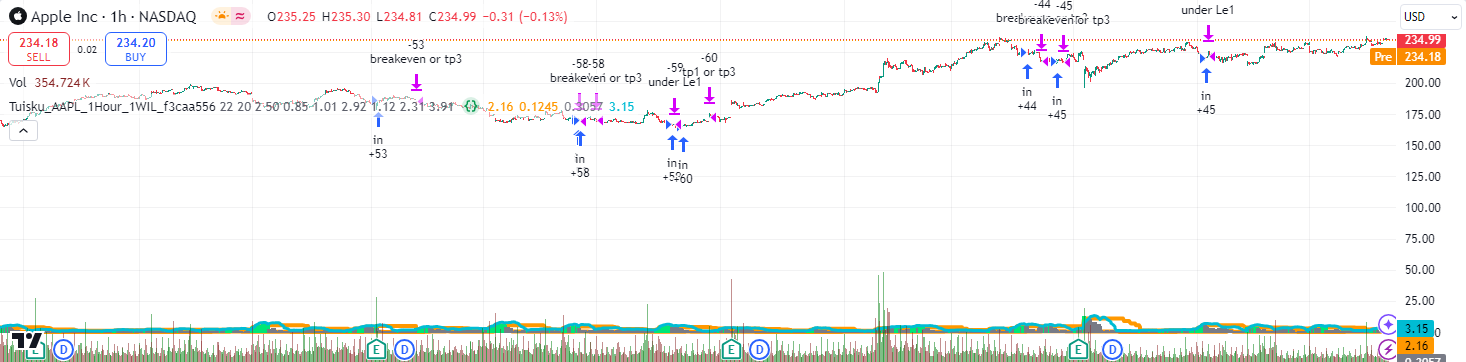 Apple Inc · 1h · NASDAQ
O235.25 H235.30 L234.81 C234.99 −0.31 (−0.13%)
USD
234.18
SELL
0.02
234.20
BUY
Vol 354.724 K
Tuisku_AAPL_1Hour_1WIL_f3caa556 22 20 2 50 0.85 1.01 2.92 1.12 2.31 3.91
2.16 0.1245 0.3057 3.15
-53
breakeven or tp3
in
+53
-58
-58
breakeven or tp3
in
+58
-59
under Le1
-60
tp1 or tp3
in
in
+60
-44
-45
breakeven or tp3
in
+44
in
+45
under Le1
in
+45
234.99
Pre 234.18
200.00
175.00
150.00
125.00
100.00
75.00
50.00
25.00
3.15
2.16
E
D
E
D
E
D
E
D